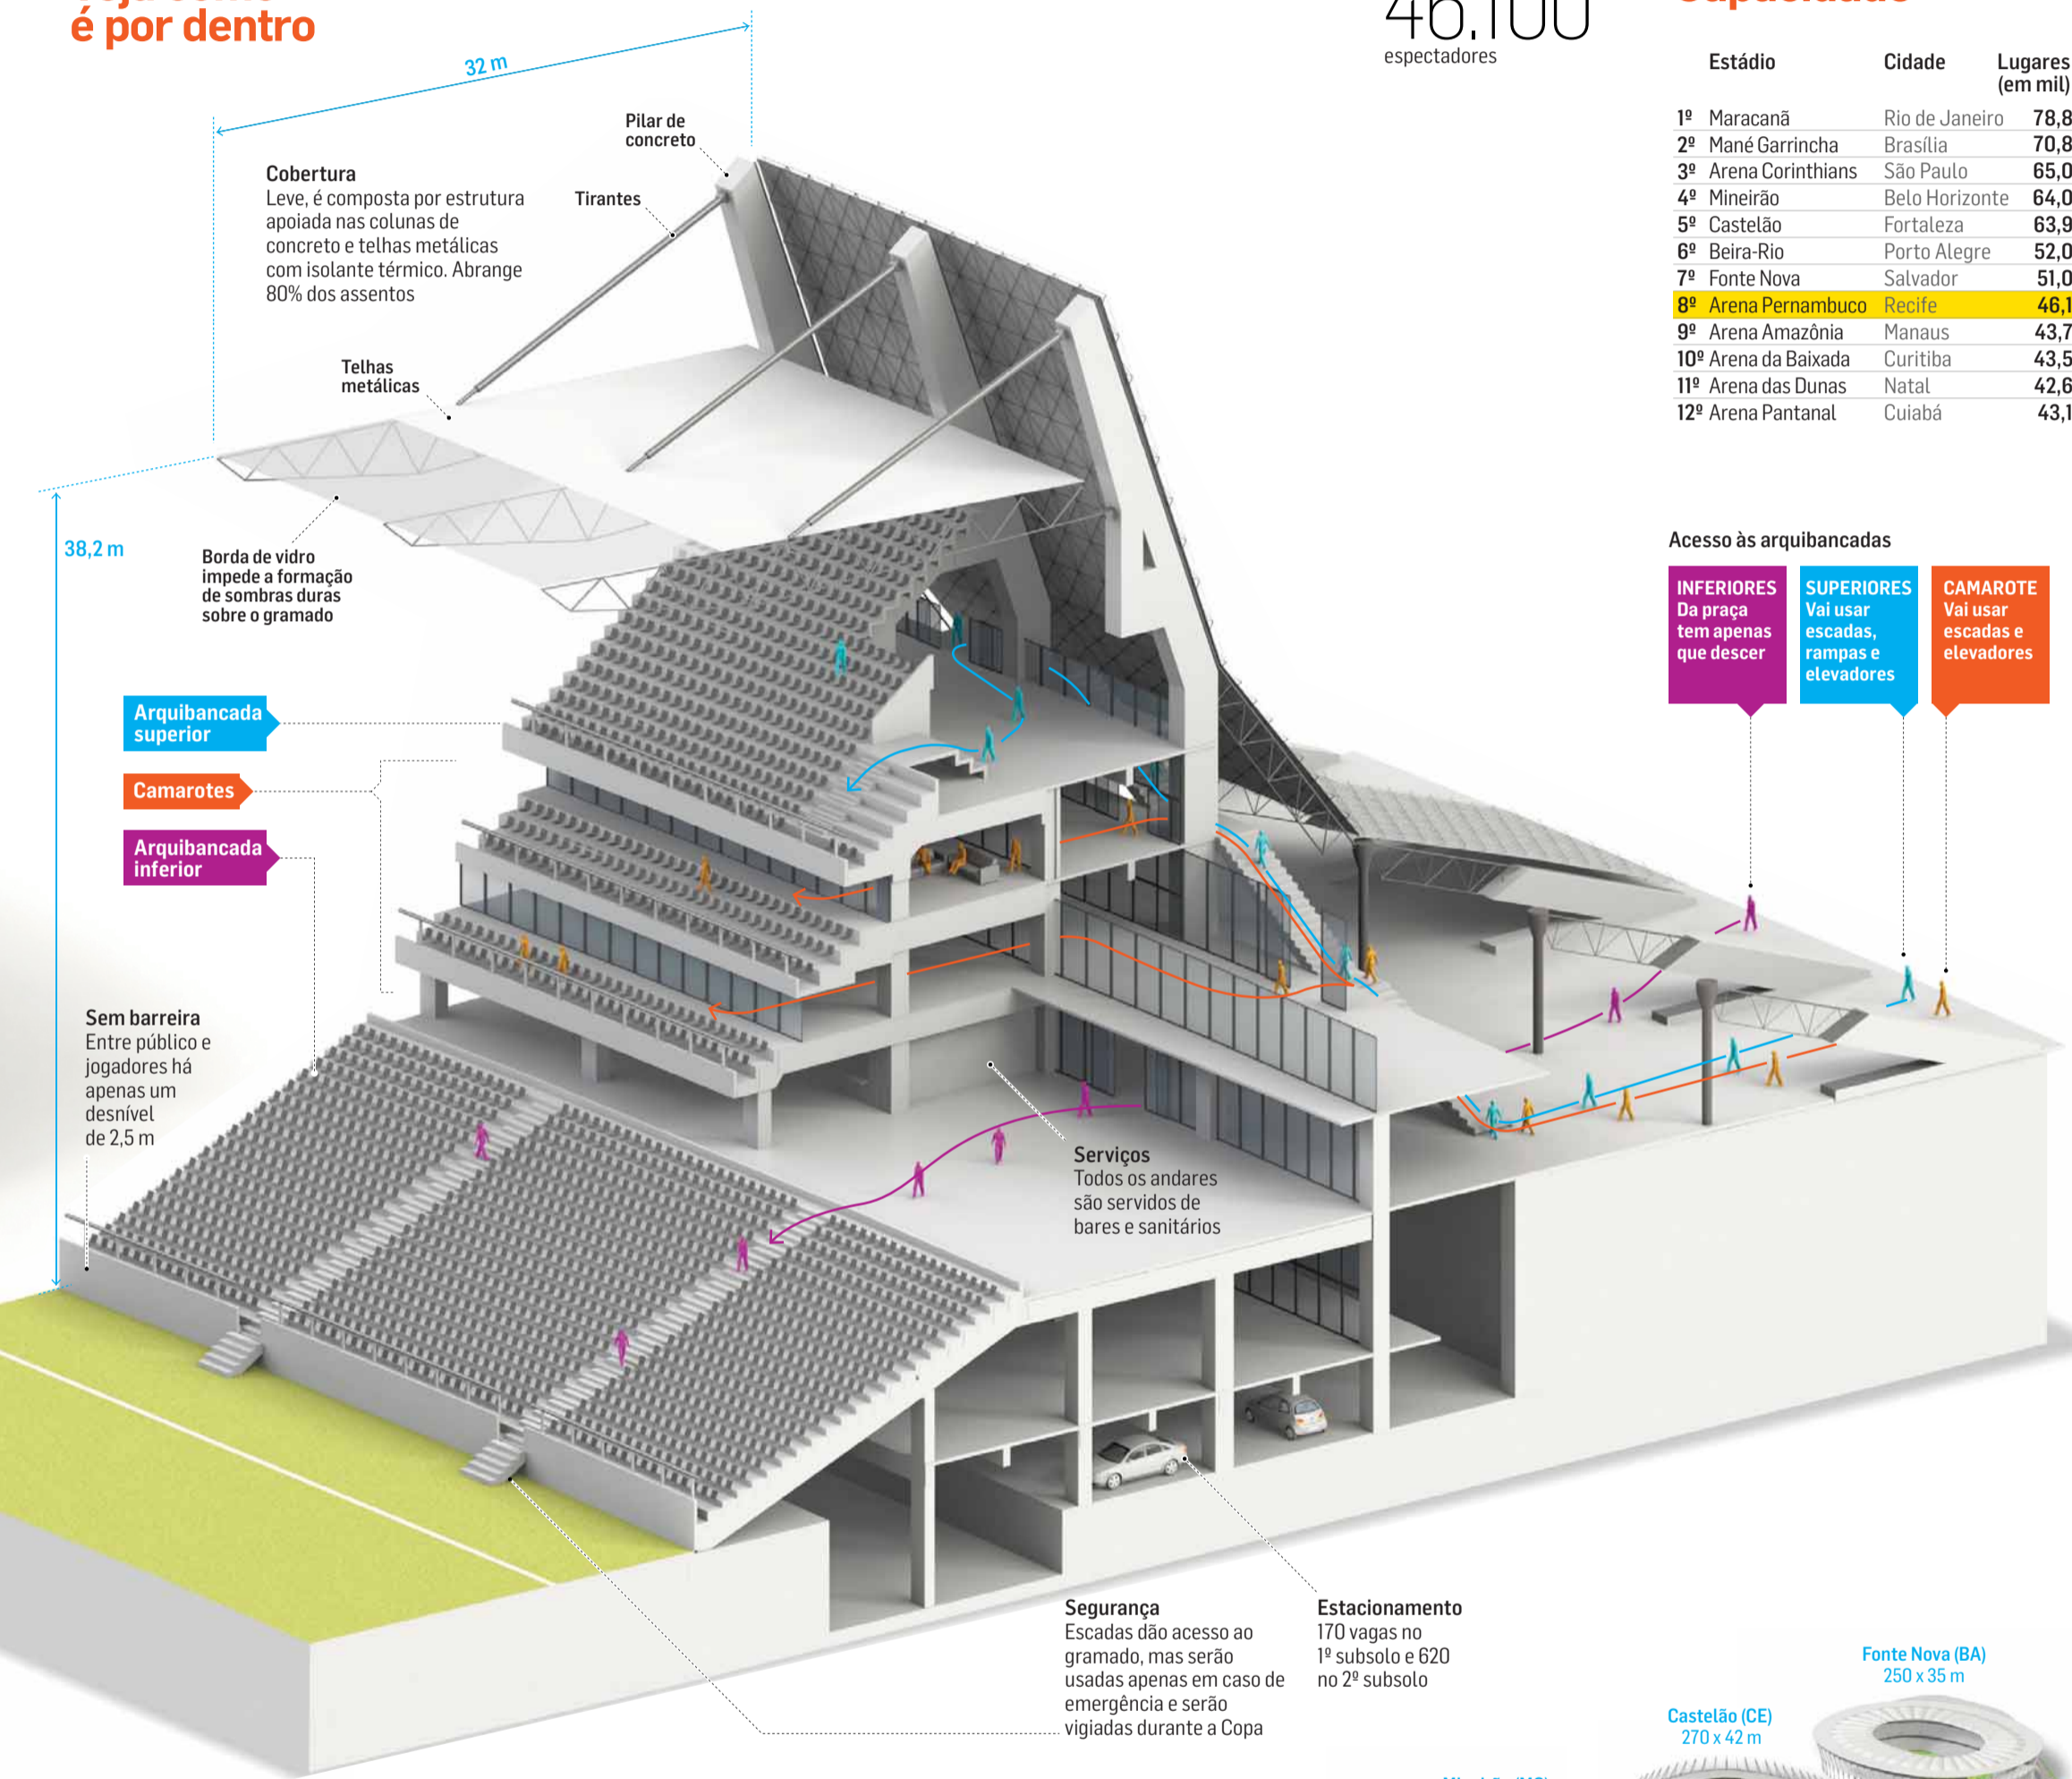 é por dentro
46.100
espectadores
32 m
Pilar de
concreto
Tirantes
Cobertura
Leve, é composta por estrutura
apoiada nas colunas de
concreto e telhas metálicas
com isolante térmico. Abrange
80% dos assentos
Telhas
metálicas
38,2 m
Borda de vidro
impede a formação
de sombras duras
sobre o gramado
Arquibancada
superior
Camarotes
Arquibancada
inferior
Sem barreira
Entre público e
jogadores há
apenas um
desnível
de 2,5 m
Serviços
Todos os andares
são servidos de
bares e sanitários
Segurança
Escadas dão acesso ao
gramado, mas serão
usadas apenas em caso de
emergência e serão
vigiadas durante a Copa
Estacionamento
170 vagas no
1º subsolo e 620
no 2º subsolo
Estádio Cidade Lugares
(em mil)
1º Maracanã Rio de Janeiro 78,8
2º Mané Garrincha Brasília 70,8
3º Arena Corinthians São Paulo 65,0
4º Mineirão Belo Horizonte 64,0
5º Castelão Fortaleza 63,9
6º Beira-Rio Porto Alegre 52,0
7º Fonte Nova Salvador 51,0
8º Arena Pernambuco Recife 46,1
9º Arena Amazônia Manaus 43,7
10º Arena da Baixada Curitiba 43,5
11º Arena das Dunas Natal 42,6
12º Arena Pantanal Cuiabá 43,1
Acesso às arquibancadas
INFERIORES
Da praça
tem apenas
que descer
SUPERIORES
Vai usar
escadas,
rampas e
elevadores
CAMAROTE
Vai usar
escadas e
elevadores
Fonte Nova (BA)
250 x 35 m
Castelão (CE)
270 x 42 m